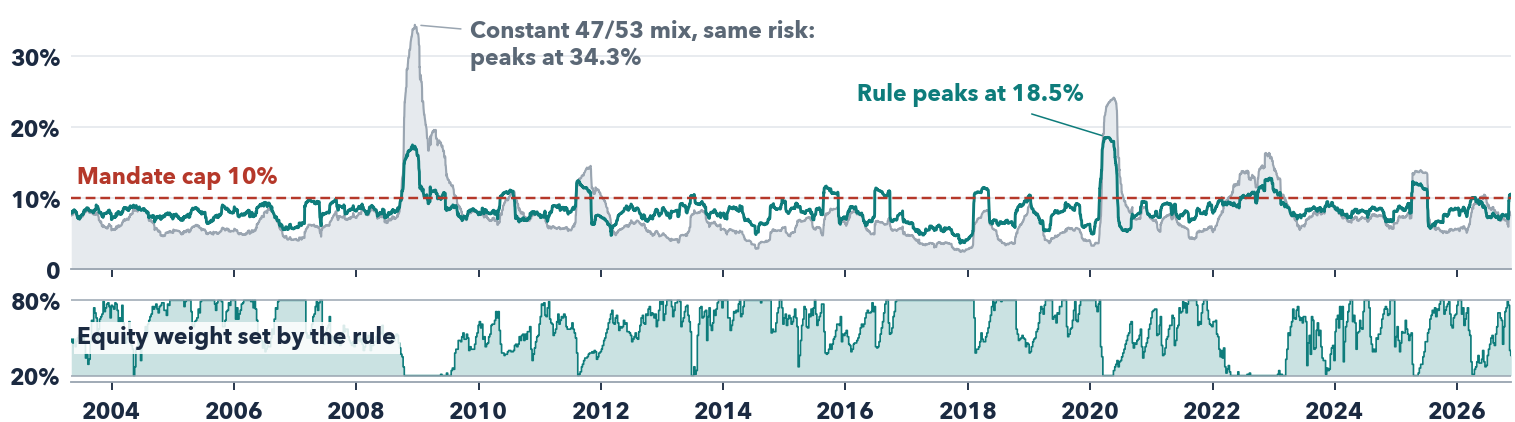 Constant 47/53 mix, same risk:
peaks at 34.3%
30%
Rule peaks at 18.5%
20%
Mandate cap 10%
10%
0
80%
Equity weight set by the rule
20%
2004 2006 2008 2010 2012 2014 2016 2018 2020 2022 2024 2026